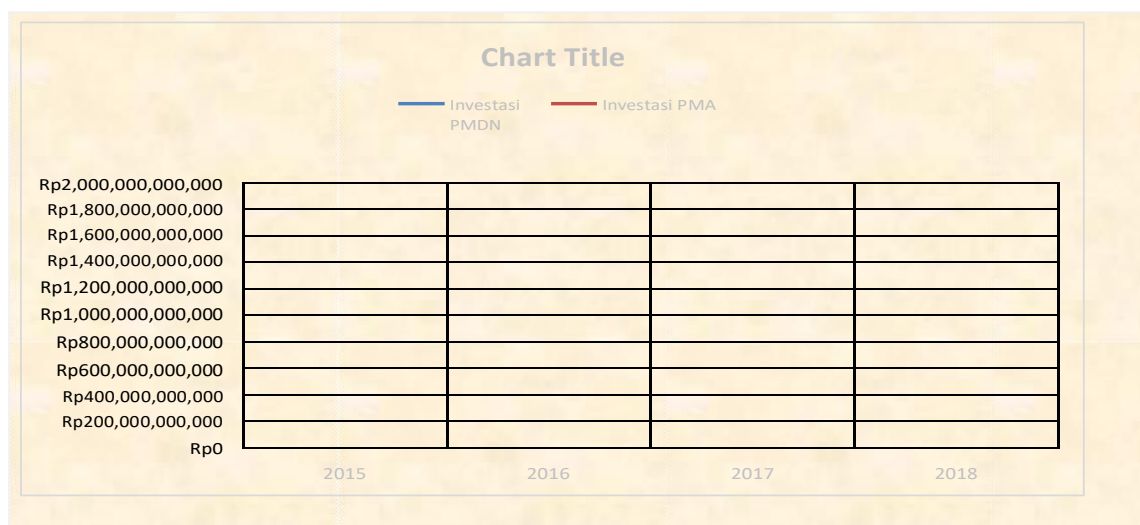 Chart Title
Investasi PMDN
Investasi PMA
Rp2,000,000,000,000
Rp1,800,000,000,000
Rp1,600,000,000,000
Rp1,400,000,000,000
Rp1,200,000,000,000
Rp1,000,000,000,000
Rp800,000,000,000
Rp600,000,000,000
Rp400,000,000,000
Rp200,000,000,000
Rp0
2015 2016 2017 2018